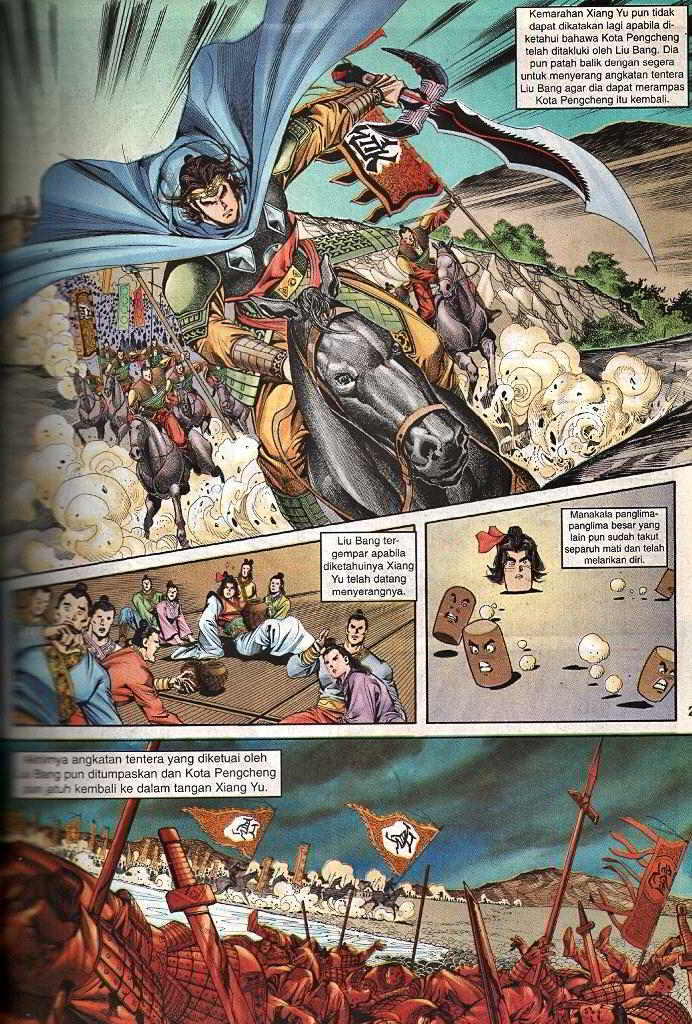 Kemarahan Xiang Yu pun tidak
dapat dikatakan lagi apabila di-
ketahui bahawa Kota Pengcheng
telah ditakluki oleh Liu Bang. Dia
pun patah balik dengan segera
untuk menyerang angkatan tentera
Liu Bang agar dia dapat merampas
Kota Pengcheng itu kembali.
Liu Bang ter-
gempar apabila
diketahuinya Xiang
Yu telah datang
menyerangnya.
Manakala panglima-
panglima besar yang
lain pun sudah takut
separuh mati dan telah
melarikan diri.
angkatan tentera yang diketuai oleh
Liu Bang pun ditumpaskan dan Kota Pengcheng
pun jatuh kembali ke dalam tangan Xiang Yu.